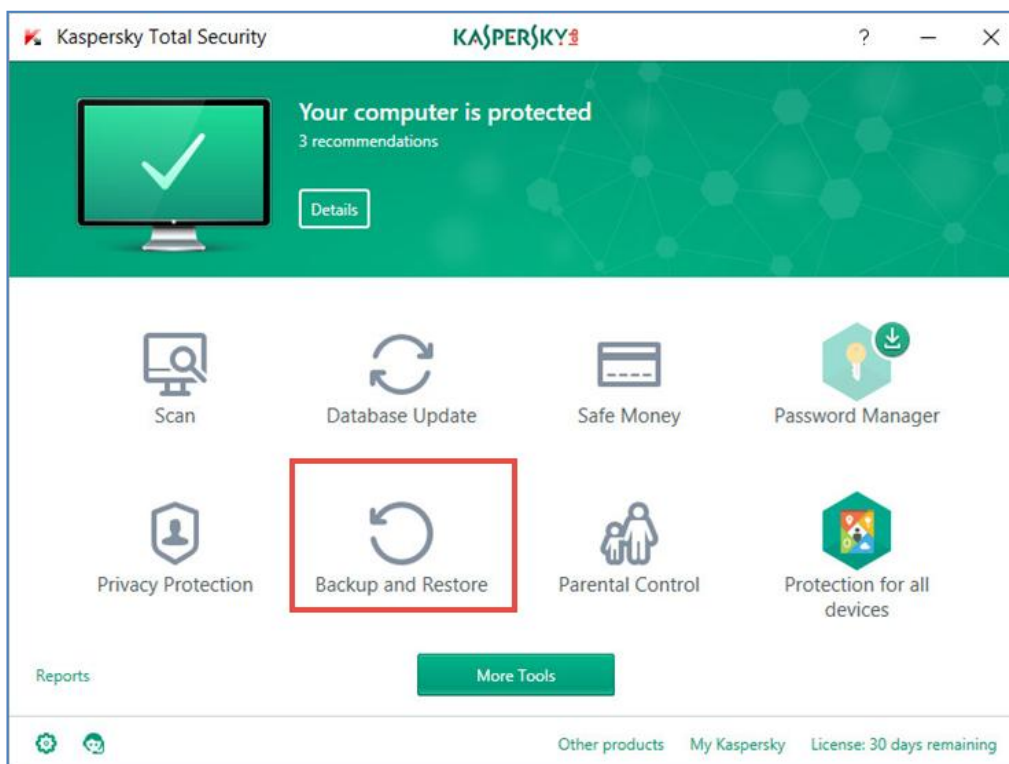 Kaspersky Total Security
KASPERSKY lab
?
Your computer is protected
3 recommendations
Details
Scan
Database Update
Safe Money
Password Manager
Privacy Protection
Backup and Restore
Parental Control
Protection for all
devices
Reports
More Tools
Other products
My Kaspersky
License: 30 days remaining